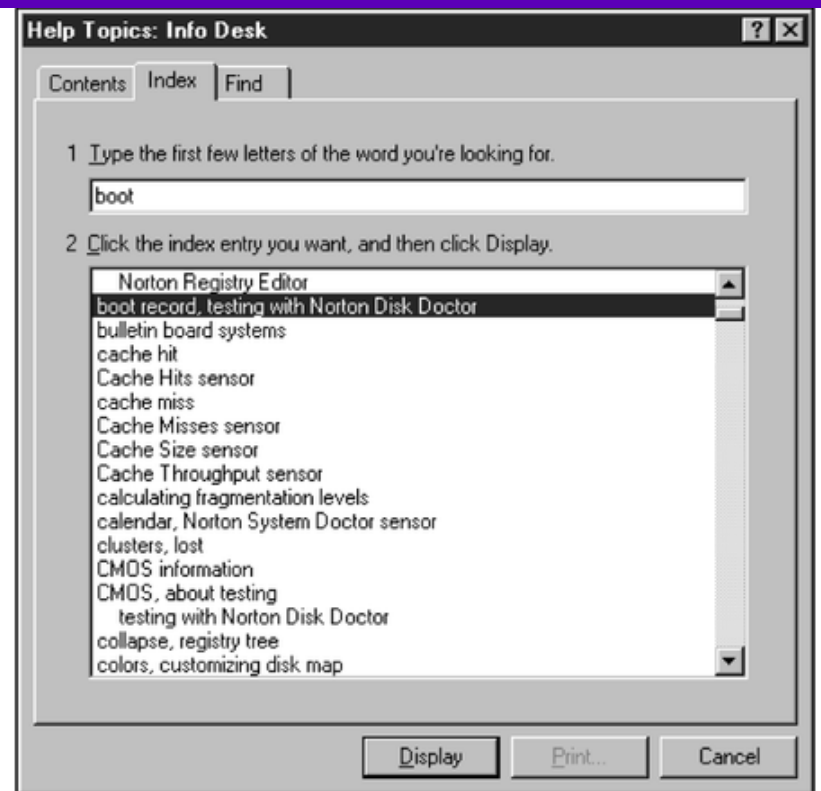 Help Topics: Info Desk
Contents Index Find
1 Type the first few letters of the word you're looking for.
boot
2 Click the index entry you want, and then click Display.
Norton Registry Editor
boot record, testing with Norton Disk Doctor
bulletin board systems
cache hit
Cache Hits sensor
cache miss
Cache Misses sensor
Cache Size sensor
Cache Throughput sensor
calculating fragmentation levels
calendar, Norton System Doctor sensor
clusters, lost
CMOS information
CMOS, about testing
testing with Norton Disk Doctor
collapse, registry tree
colors, customizing disk map
Display Print... Cancel